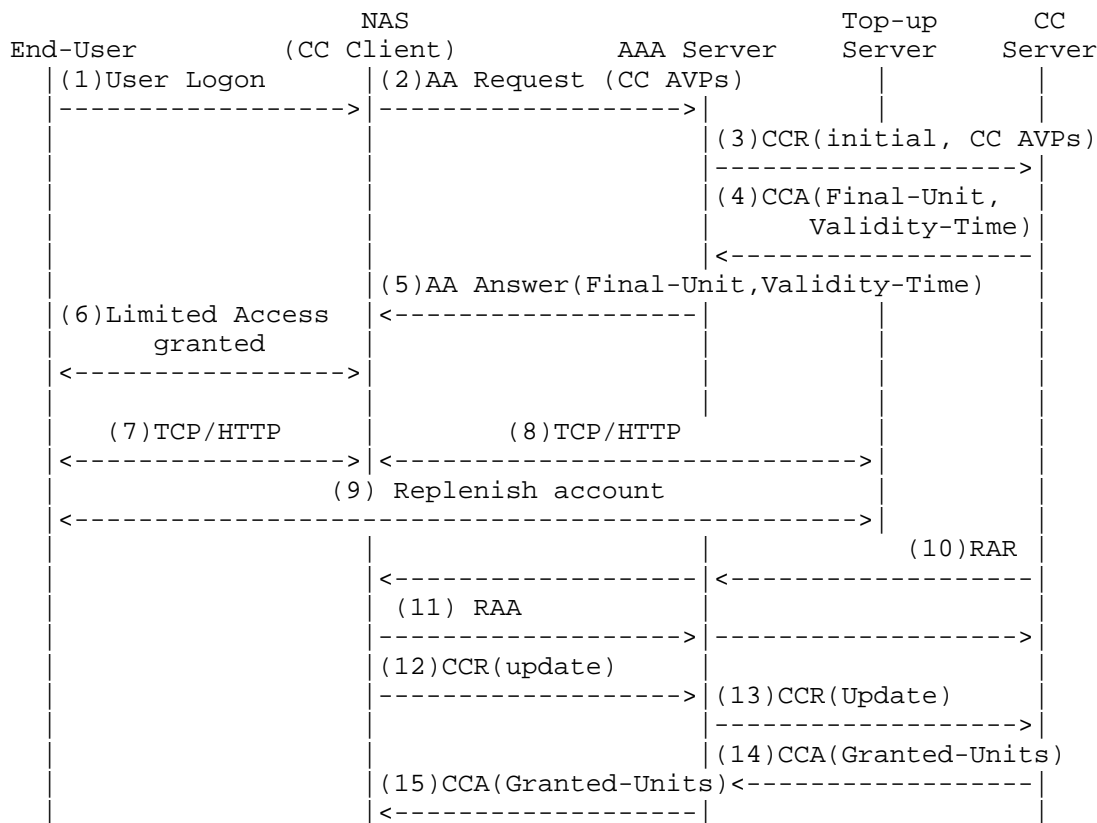 NAS Top-up CC
End-User (CC Client) AAA Server Server Server
(1)User Logon (2)AA Request (CC AVPs)
(3)CCR(initial, CC AVPs)
(4)CCA(Final-Unit,
Validity-Time)
(5)AA Answer(Final-Unit,Validity-Time)
(6)Limited Access
granted
(7)TCP/HTTP (8)TCP/HTTP
(9) Replenish account
(10)RAR
(11) RAA
(12)CCR(update)
(13)CCR(Update)
(14)CCA(Granted-Units)
(15)CCA(Granted-Units)